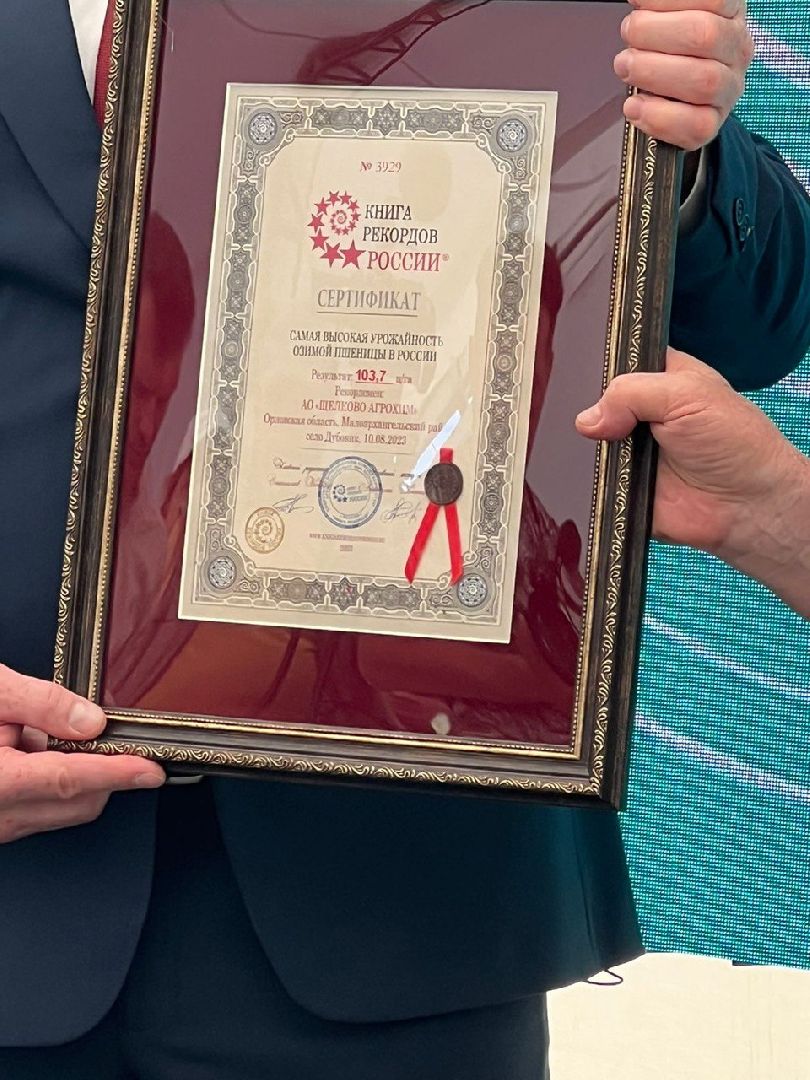 № 3929
КНИГА
РЕКОРДОВ
РОССИИ®
СЕРТИФИКАТ
САМАЯ ВЫСОКАЯ УРОЖАЙНОСТЬ
ОЗИМОЙ ПШЕНИЦЫ В РОССИИ
Результат: 103,7 ц/га
Рекордсмен:
АО «ЩЕЛКОВО АГРОХИМ»
Орловская область, Малоархангельский рай
село Дубовик, 10.08.2023